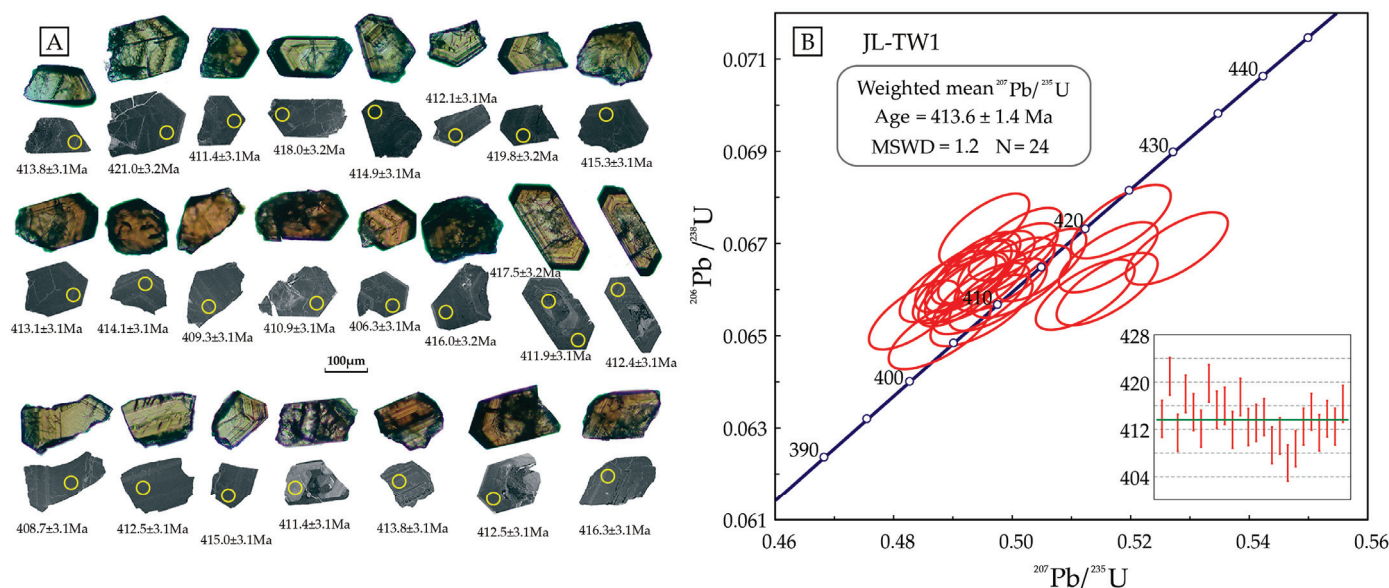 A
412.1±3.1Ma
413.8±3.1Ma
421.0±3.2Ma
411.4±3.1Ma
418.0±3.2Ma
414.9±3.1Ma
419.8±3.2Ma
415.3±3.1Ma
417.5±3.2Ma
413.1±3.1Ma
414.1±3.1Ma
409.3±3.1Ma
410.9±3.1Ma
406.3±3.1Ma
416.0±3.2Ma
411.9±3.1Ma
412.4±3.1Ma
100μm
408.7±3.1Ma
412.5±3.1Ma
415.0±3.1Ma
411.4±3.1Ma
413.8±3.1Ma
412.5±3.1Ma
416.3±3.1Ma
B
JL-TW1
Weighted mean ²⁰⁷Pb/²³⁵U
Age = 413.6 ± 1.4 Ma
MSWD = 1.2 N = 24
0.071
0.069
0.067
0.065
0.063
0.061
²⁰⁶Pb/²³⁸U
440
430
420
410
400
390
428
420
412
404
0.46
0.48
0.50
0.52
0.54
0.56
²⁰⁷Pb/²³⁵U